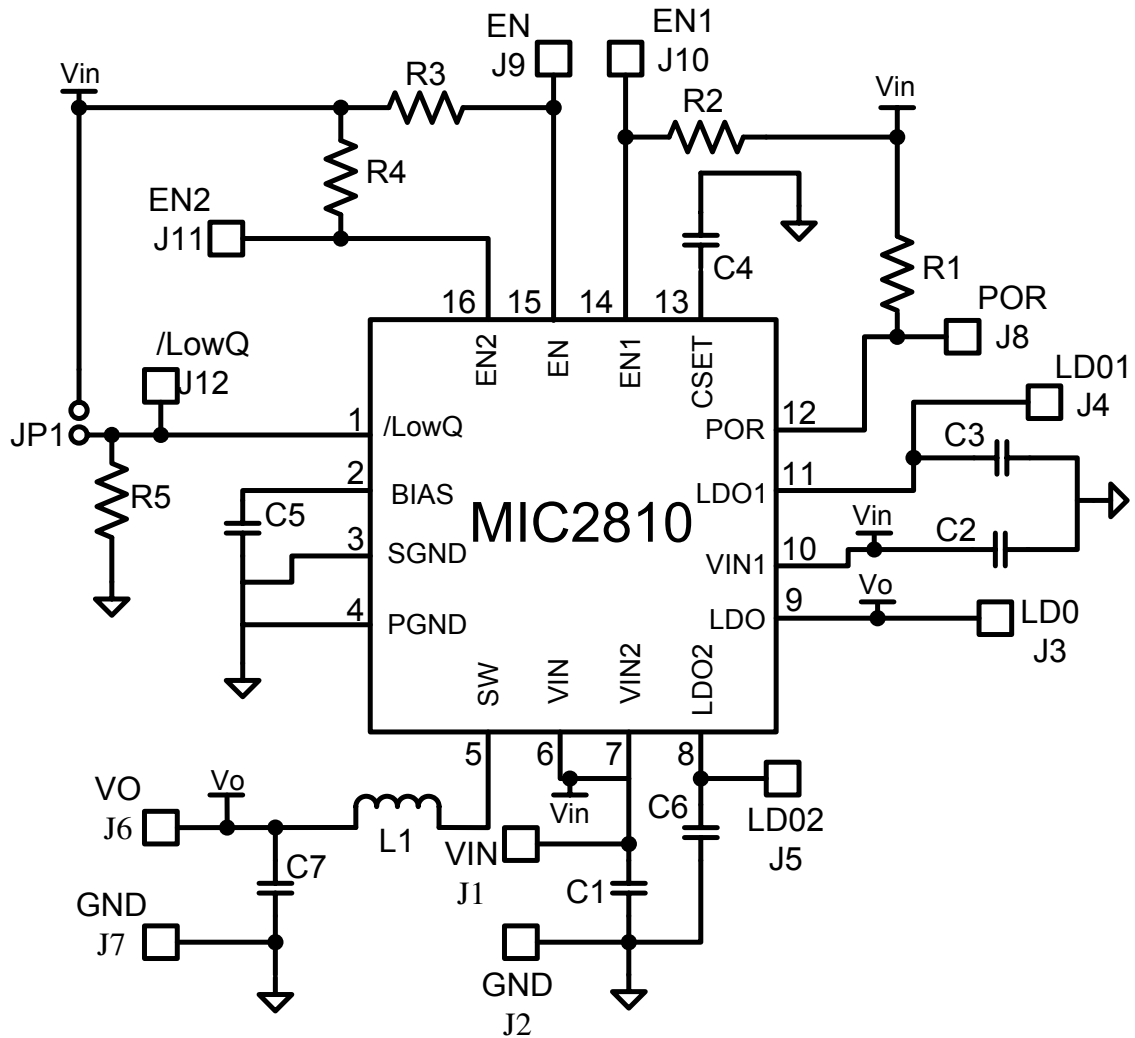 EN
J9
EN1
J10
Vin
R3
R2
Vin
R4
EN2
J11
C4
R1
POR
J8
16
15
14
13
/LowQ
J12
EN2
EN
EN1
CSET
LD01
J4
JP1
1
/LowQ
POR
12
C3
R5
2
BIAS
LDO1
11
C5
MIC2810
Vin
C2
3
SGND
VIN1
10
Vo
4
PGND
LDO
9
LD0
J3
SW
VIN
VIN2
LDO2
5
6
7
8
VO
J6
Vo
Vin
C6
LD02
J5
L1
VIN
J1
C7
C1
GND
J7
GND
J2